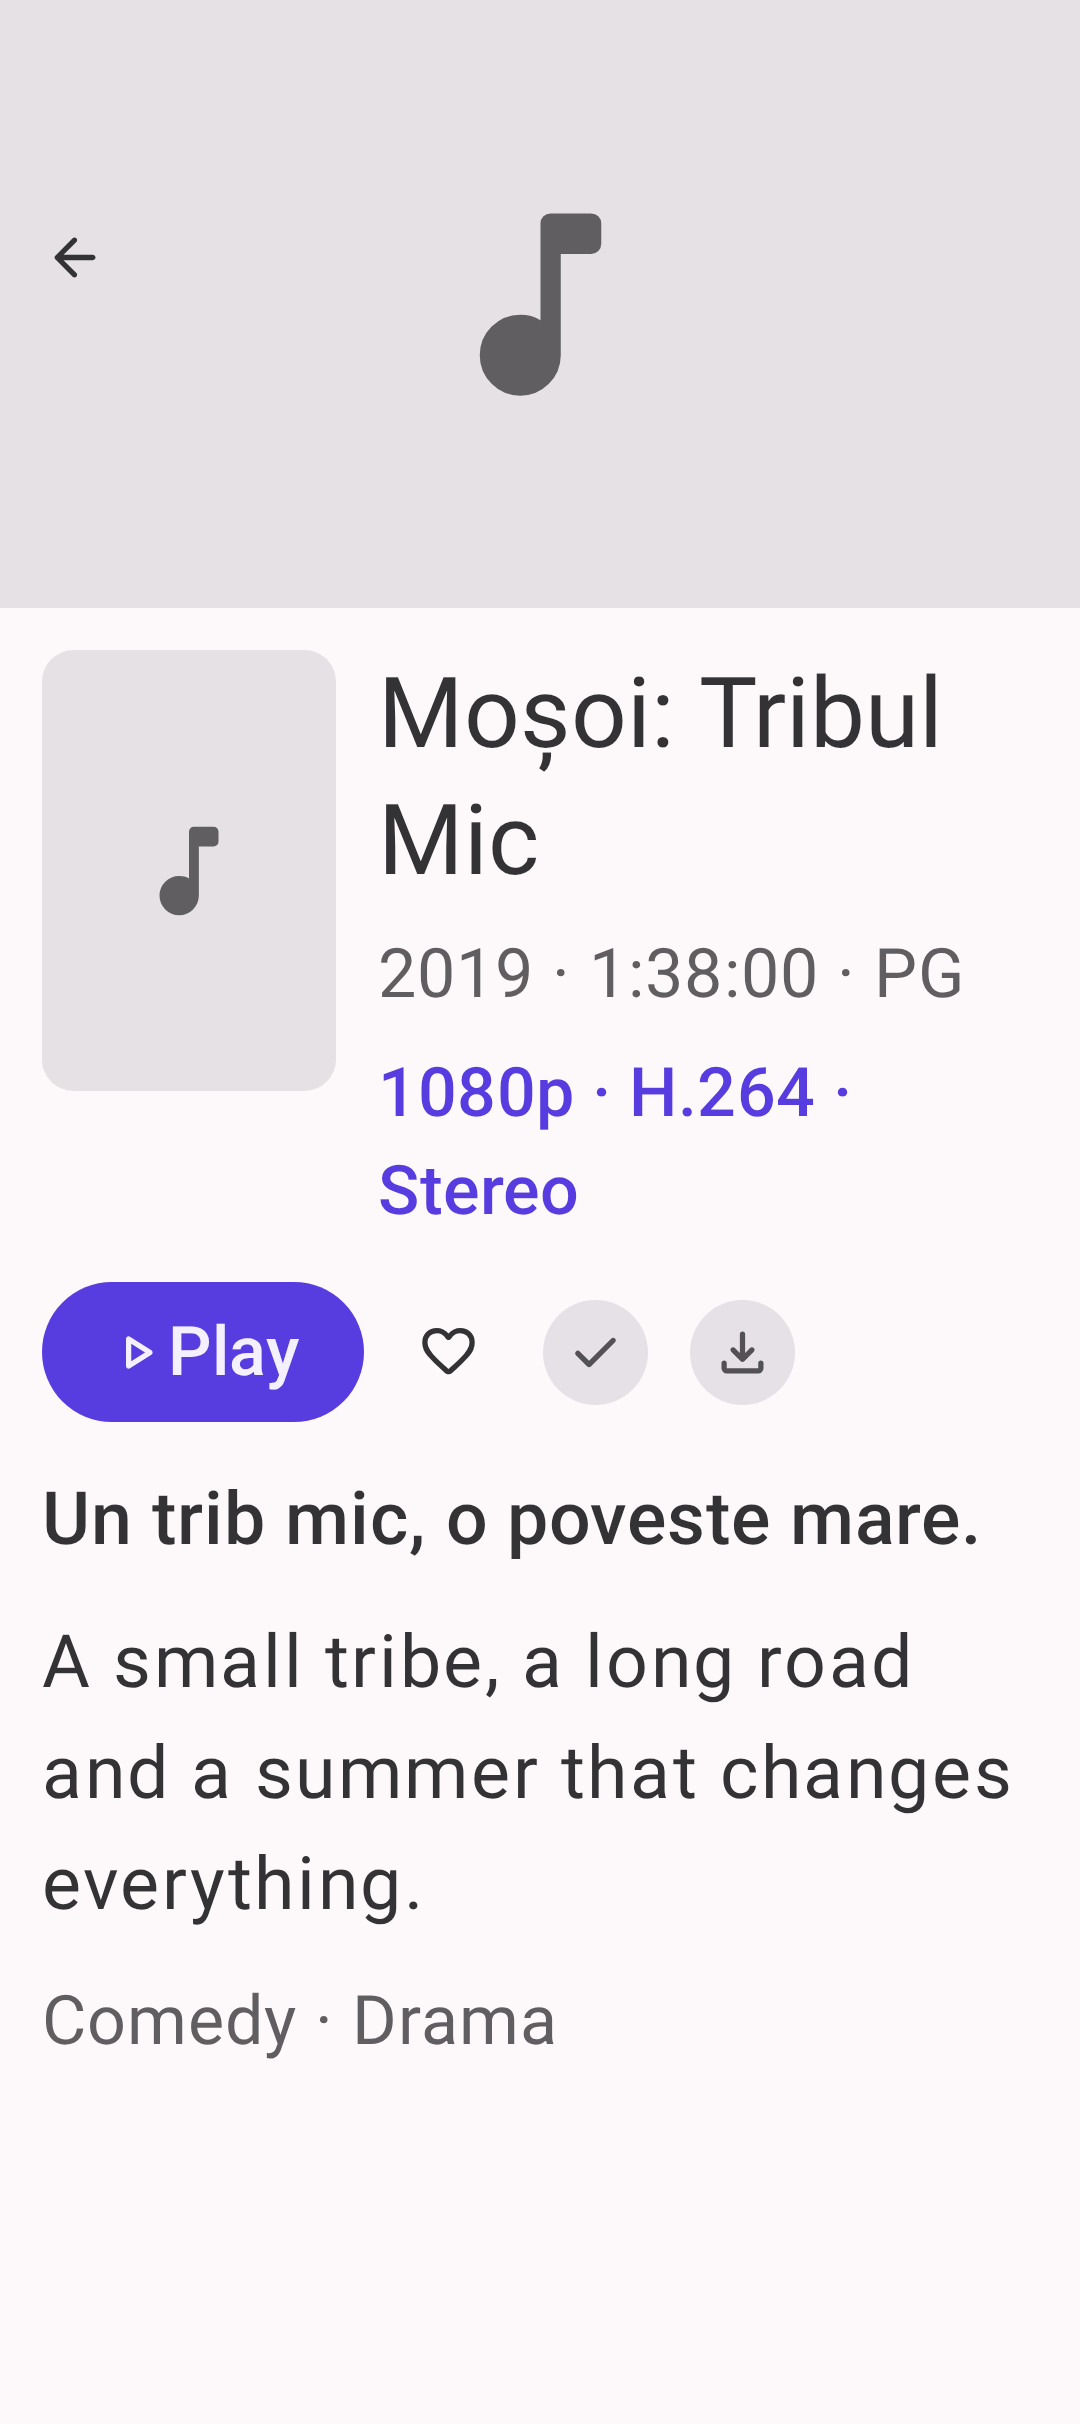 Moșoi: Tribul
Mic
2019 · 1:38:00 · PG
1080p · H.264 ·
Stereo
Play
Un trib mic, o poveste mare.
A small tribe, a long road
and a summer that changes
everything.
Comedy · Drama